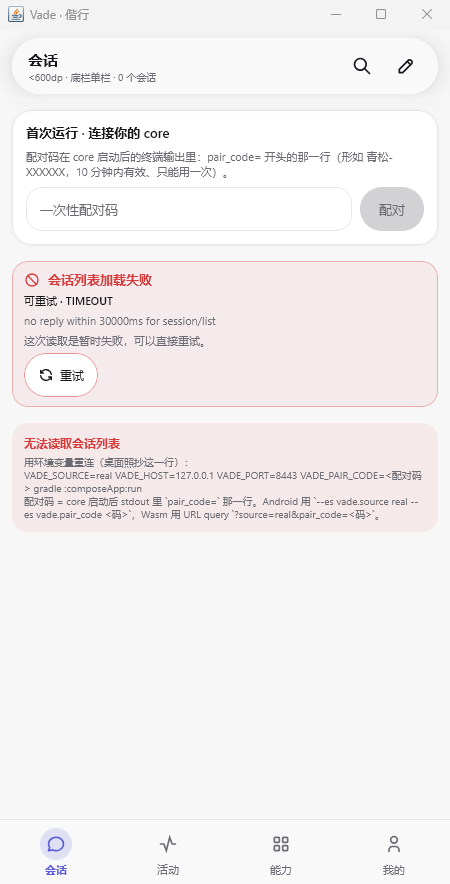 Vade · 偕行
会话
<600dp · 底栏单栏 · 0 个会话
首次运行 · 连接你的 core
配对码在 core 启动后的终端输出里：pair_code= 开头的那一行（形如 青松-
XXXXXX，10 分钟内有效、只能用一次）。
一次性配对码
配对
会话列表加载失败
可重试 · TIMEOUT
no reply within 30000ms for session/list
这次读取是暂时失败，可以直接重试。
重试
无法读取会话列表
用环境变量重连（桌面照抄这一行）：
VADE_SOURCE=real VADE_HOST=127.0.0.1 VADE_PORT=8443 VADE_PAIR_CODE=<配对码
> gradle :composeApp:run
配对码 = core 启动后 stdout 里 `pair_code=` 那一行。Android 用 `--es vade.source real --
es vade.pair_code <码>`，Wasm 用 URL query `?source=real&pair_code=<码>`。
会话
活动
能力
我的